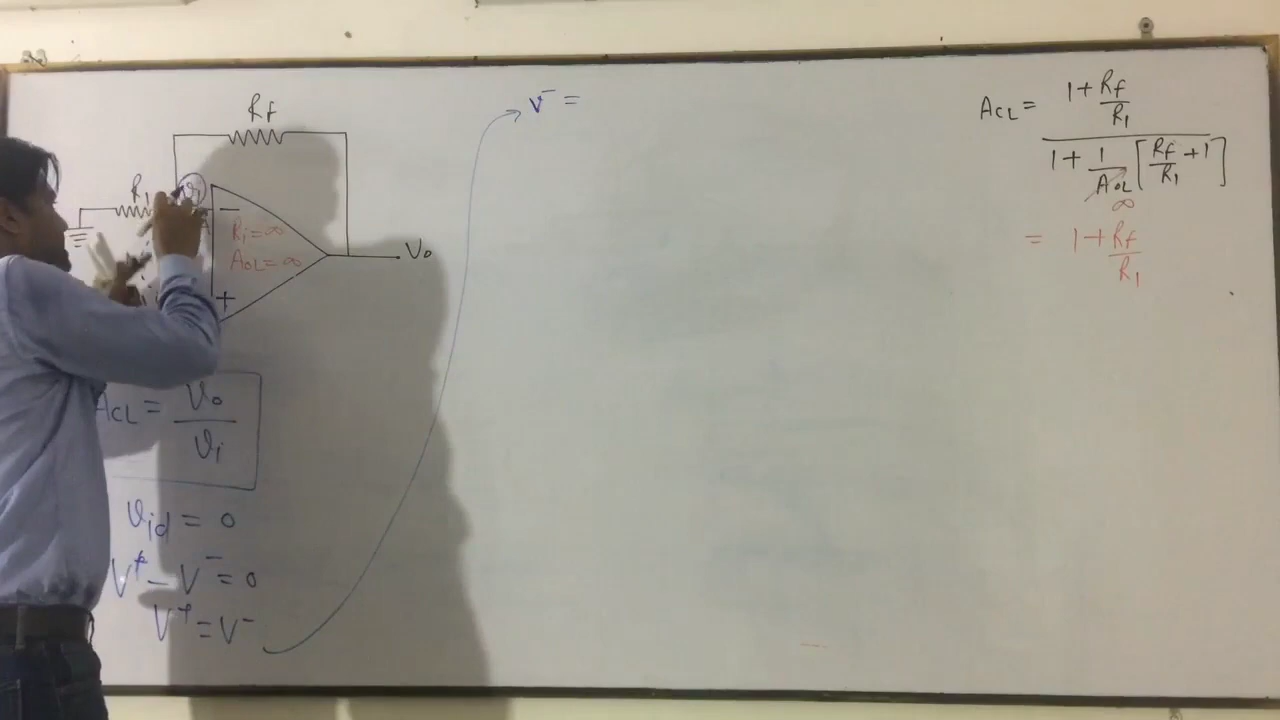 Rf
R1
vi
−
Ri = ∞
AOL = ∞
+
Vo
ACL = Vo / vi
vid = 0
V+ − V− = 0
V+ = V−
V− =
ACL = 1 + Rf / R1
1 + 1 / AOL [ Rf / R1 + 1 ]
∞
= 1 + Rf / R1